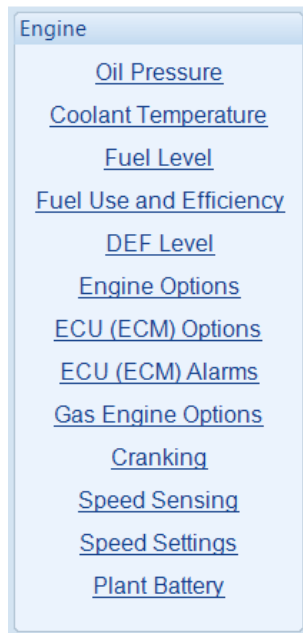 Engine
Oil Pressure
Coolant Temperature
Fuel Level
Fuel Use and Efficiency
DEF Level
Engine Options
ECU (ECM) Options
ECU (ECM) Alarms
Gas Engine Options
Cranking
Speed Sensing
Speed Settings
Plant Battery